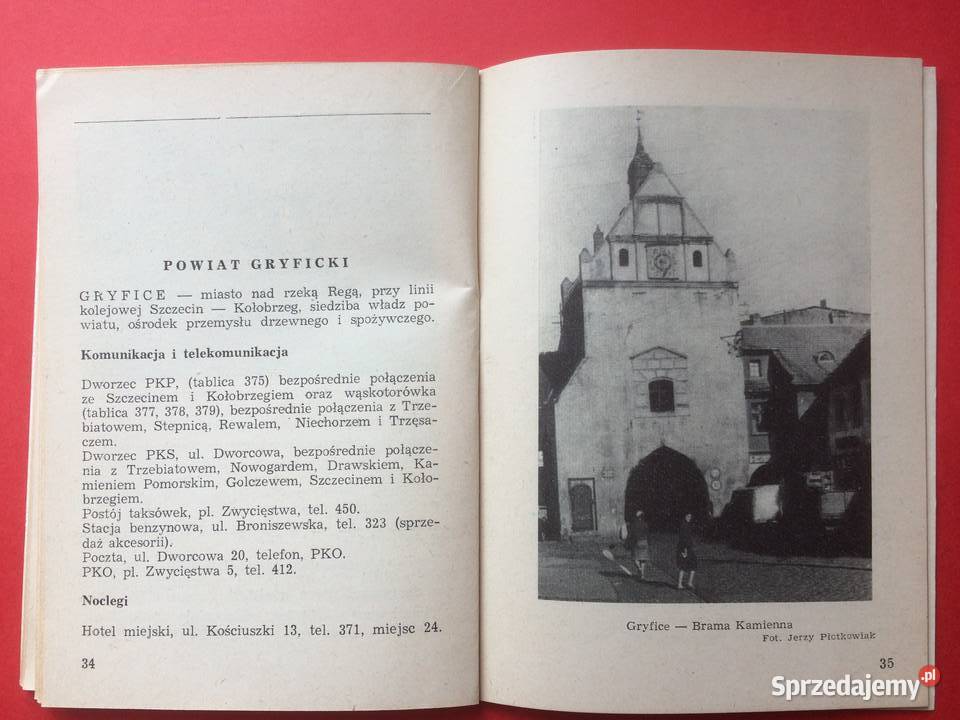 POWIAT GRYFICKI
GRYFICE — miasto nad rzeką Regą, przy linii
kolejowej Szczecin — Kołobrzeg, siedziba władz po-
wiatu, ośrodek przemysłu drzewnego i spożywczego.
Komunikacja i telekomunikacja
Dworzec PKP, (tablica 375) bezpośrednie połączenia
ze Szczecinem i Kołobrzegiem oraz wąskotorówka
(tablica 377, 378, 379), bezpośrednie połączenia z Trze-
biatowem, Stepnicą, Rewalem, Niechorzem i Trzęsa-
czem.
Dworzec PKS, ul. Dworcowa, bezpośrednie połącze-
nia z Trzebiatowem, Nowogardem, Drawskiem, Ka-
mieniem Pomorskim, Golczewem, Szczecinem i Koło-
brzegiem.
Postój taksówek, pl. Zwycięstwa, tel. 450.
Stacja benzynowa, ul. Broniszewska, tel. 323 (sprze-
daż akcesorii).
Poczta, ul. Dworcowa 20, telefon, PKO.
PKO, pl. Zwycięstwa 5, tel. 412.
Noclegi
Hotel miejski, ul. Kościuszki 13, tel. 371, miejsc 24.
34
Gryfice — Brama Kamienna
Fot. Jerzy Płotkowiak
35
Sprzedajemy.pl